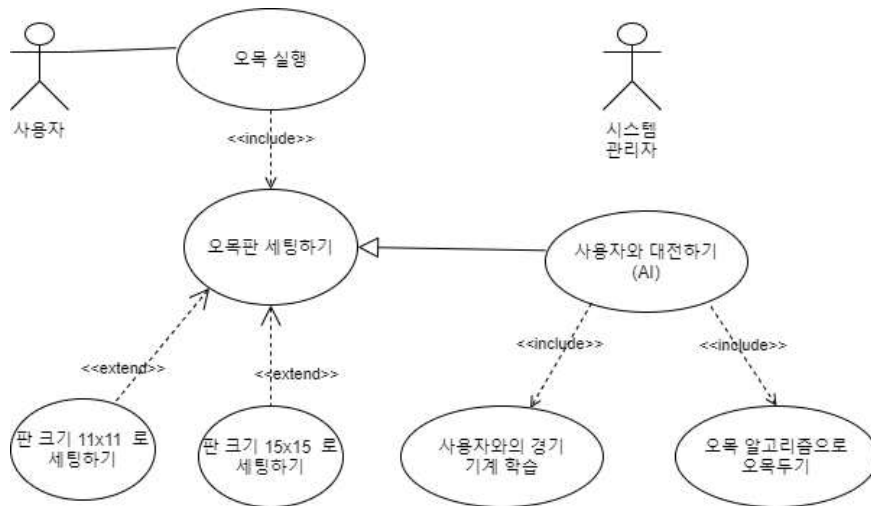 오목 실행
사용자
시스템
관리자
<<include>>
오목판 세팅하기
사용자와 대전하기
(AI)
<<include>>
<<include>>
<<extend>>
<<extend>>
판 크기 11x11 로
세팅하기
판 크기 15x15 로
세팅하기
사용자와의 경기
기계 학습
오목 알고리즘으로
오목두기